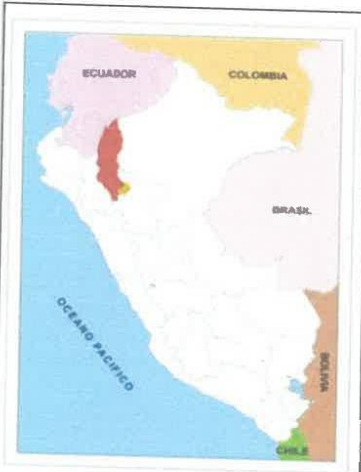 ECUADOR
COLOMBIA
BRASIL
OCEANO PACIFICO
BOLIVIA
CHILE